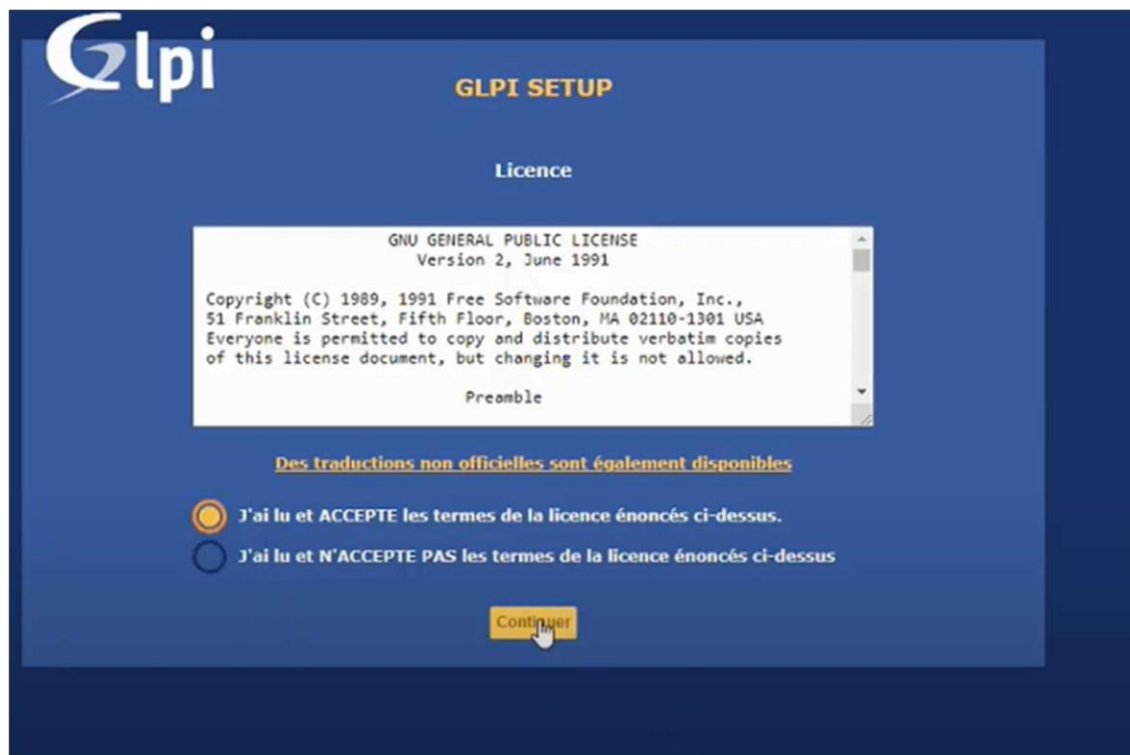 Glpi
GLPI SETUP
Licence
GNU GENERAL PUBLIC LICENSE
Version 2, June 1991
Copyright (C) 1989, 1991 Free Software Foundation, Inc.,
51 Franklin Street, Fifth Floor, Boston, MA 02110-1301 USA
Everyone is permitted to copy and distribute verbatim copies
of this license document, but changing it is not allowed.
Preamble
Des traductions non officielles sont également disponibles
J'ai lu et ACCEPTE les termes de la licence énoncés ci-dessus.
J'ai lu et N'ACCEPTE PAS les termes de la licence énoncés ci-dessus
Continuer